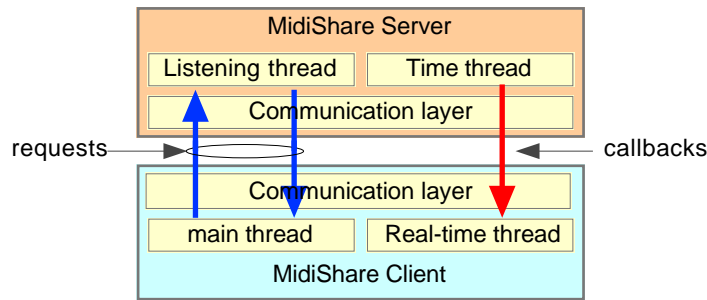 MidiShare Server
Listening thread
Time thread
Communication layer
requests
callbacks
Communication layer
main thread
Real-time thread
MidiShare Client